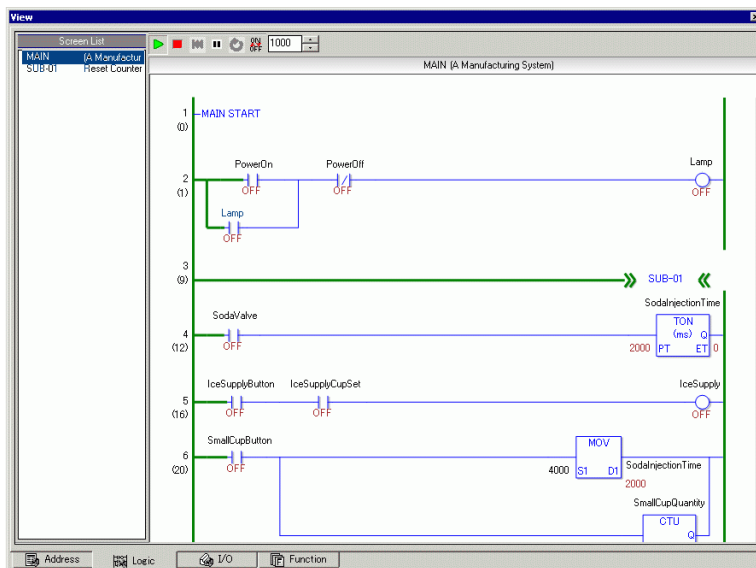 View
Screen List
MAIN (A Manufactur
SUB-01 Reset Counter
ON OFF 1000
MAIN (A Manufacturing System)
1 MAIN START
(0)
PowerOn PowerOff Lamp
2
(1) OFF OFF OFF
Lamp
OFF
3
(9) SUB-01
SodaValve SodaInjectionTime
4 TON
(ms) Q
(12) OFF 2000 PT ET 0
IceSupplyButton IceSupplyCupSet IceSupply
5
(16) OFF OFF OFF
SmallCupButton MOV
6
(20) OFF 4000 S1 D1 SodaInjectionTime
2000
SmallCupQuantity
CTU
Q
Address Logic I/O Function